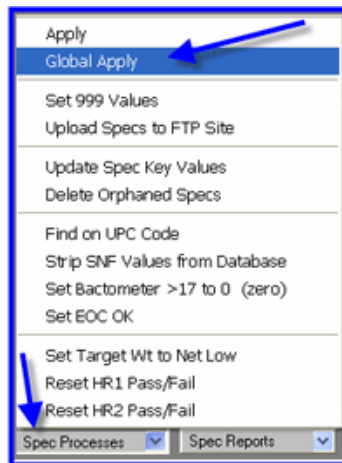 Apply
Global Apply
Set 999 Values
Upload Specs to FTP Site
Update Spec Key Values
Delete Orphaned Specs
Find on UPC Code
Strip SNF Values from Database
Set Bactometer >17 to 0 (zero)
Set EOC OK
Set Target Wt to Net Low
Reset HR1 Pass/Fail
Reset HR2 Pass/Fail
Spec Processes Spec Reports